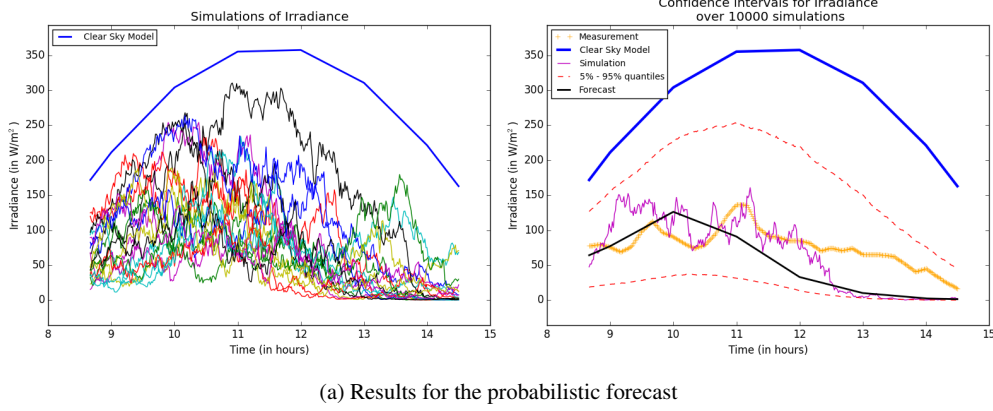 Simulations of Irradiance
Clear Sky Model
Irradiance (in W/m²)
350
300
250
200
150
100
50
0
8 9 10 11 12 13 14 15
Time (in hours)
Confidence Intervals for Irradiance
over 10000 simulations
Measurement
Clear Sky Model
Simulation
5% - 95% quantiles
Forecast
Irradiance (in W/m²)
350
300
250
200
150
100
50
0
8 9 10 11 12 13 14 15
Time (in hours)
(a) Results for the probabilistic forecast